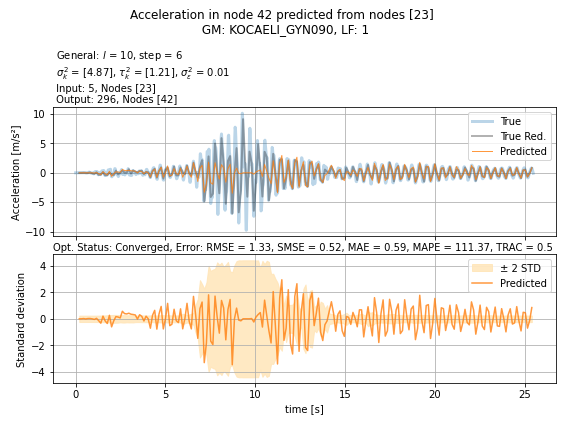 Acceleration in node 42 predicted from nodes [23]
GM: KOCAELI_GYN090, LF: 1
General: l = 10, step = 6
σ²ₖ = [4.87], τ²ₖ = [1.21], σ²ε = 0.01
Input: 5, Nodes [23]
Output: 296, Nodes [42]
10
5
0
−5
−10
Acceleration [m/s²]
True
True Red.
Predicted
Opt. Status: Converged, Error: RMSE = 1.33, SMSE = 0.52, MAE = 0.59, MAPE = 111.37, TRAC = 0.5
4
2
0
−2
−4
Standard deviation
± 2 STD
Predicted
0 5 10 15 20 25
time [s]